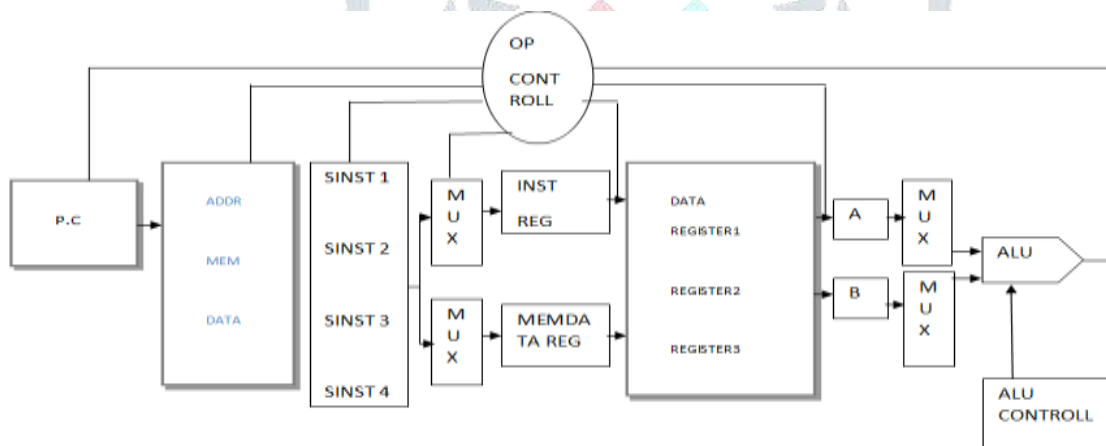 OP
CONT
ROLL
P.C
ADDR
MEM
DATA
SINST 1
SINST 2
SINST 3
SINST 4
M
U
X
M
U
X
INST
REG
MEMDA
TA REG
DATA
REGISTER1
REGISTER2
REGISTER3
A
B
M
U
X
M
U
X
ALU
ALU
CONTROLL